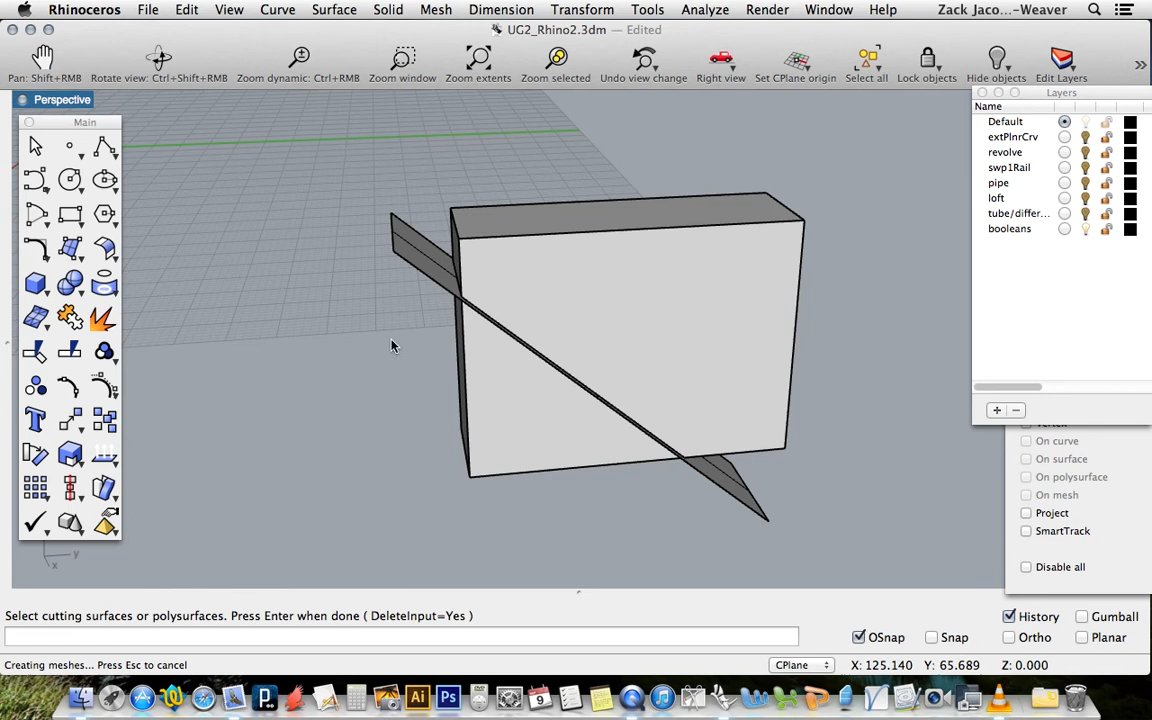 Rhinoceros File Edit View Curve Surface Solid Mesh Dimension Transform Tools Analyze Render Window Help Zack Jaco...-Weaver
UG2_Rhino2.3dm — Edited
Pan: Shift+RMB Rotate view: Ctrl+Shift+RMB Zoom dynamic: Ctrl+RMB Zoom window Zoom extents Zoom selected Undo view change Right view Set CPlane origin Select all Lock objects Hide objects Edit Layers
Perspective
Main
Layers
Name
Default
extPlnrCrv
revolve
swp1Rail
pipe
loft
tube/differ...
booleans
On curve
On surface
On polysurface
On mesh
Project
SmartTrack
Disable all
y
x
Select cutting surfaces or polysurfaces. Press Enter when done ( DeleteInput=Yes )
History Gumball
OSnap Snap Ortho Planar
Creating meshes... Press Esc to cancel
CPlane X: 125.140 Y: 65.689 Z: 0.000